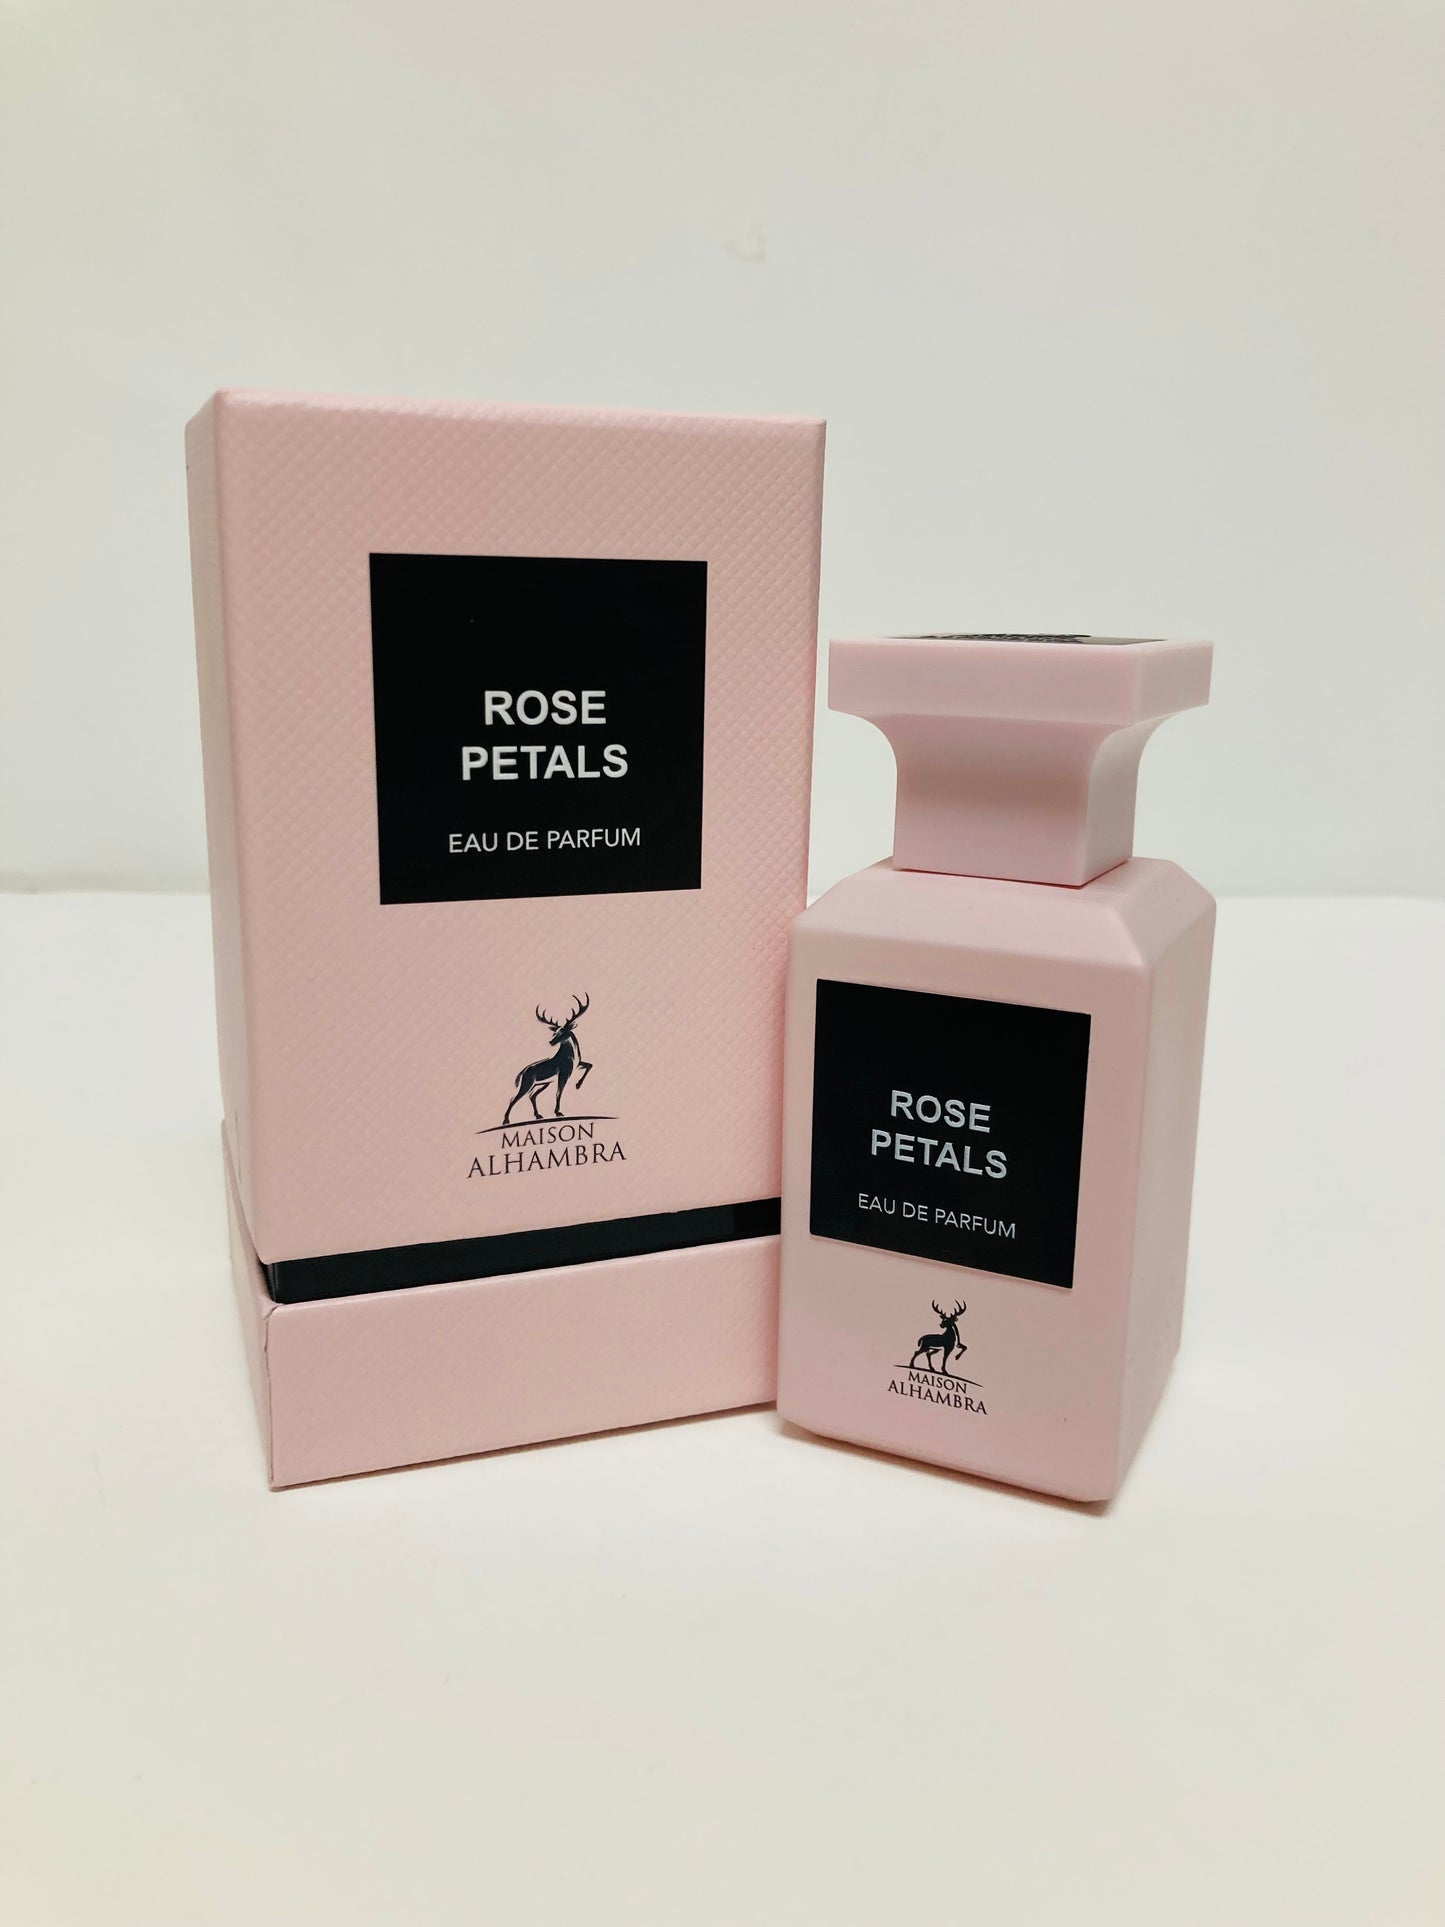 ROSE
PETALS
EAU DE PARFUM
MAISON
ALHAMBRA
ROSE
PETALS
EAU DE PARFUM
MAISON
ALHAMBRA